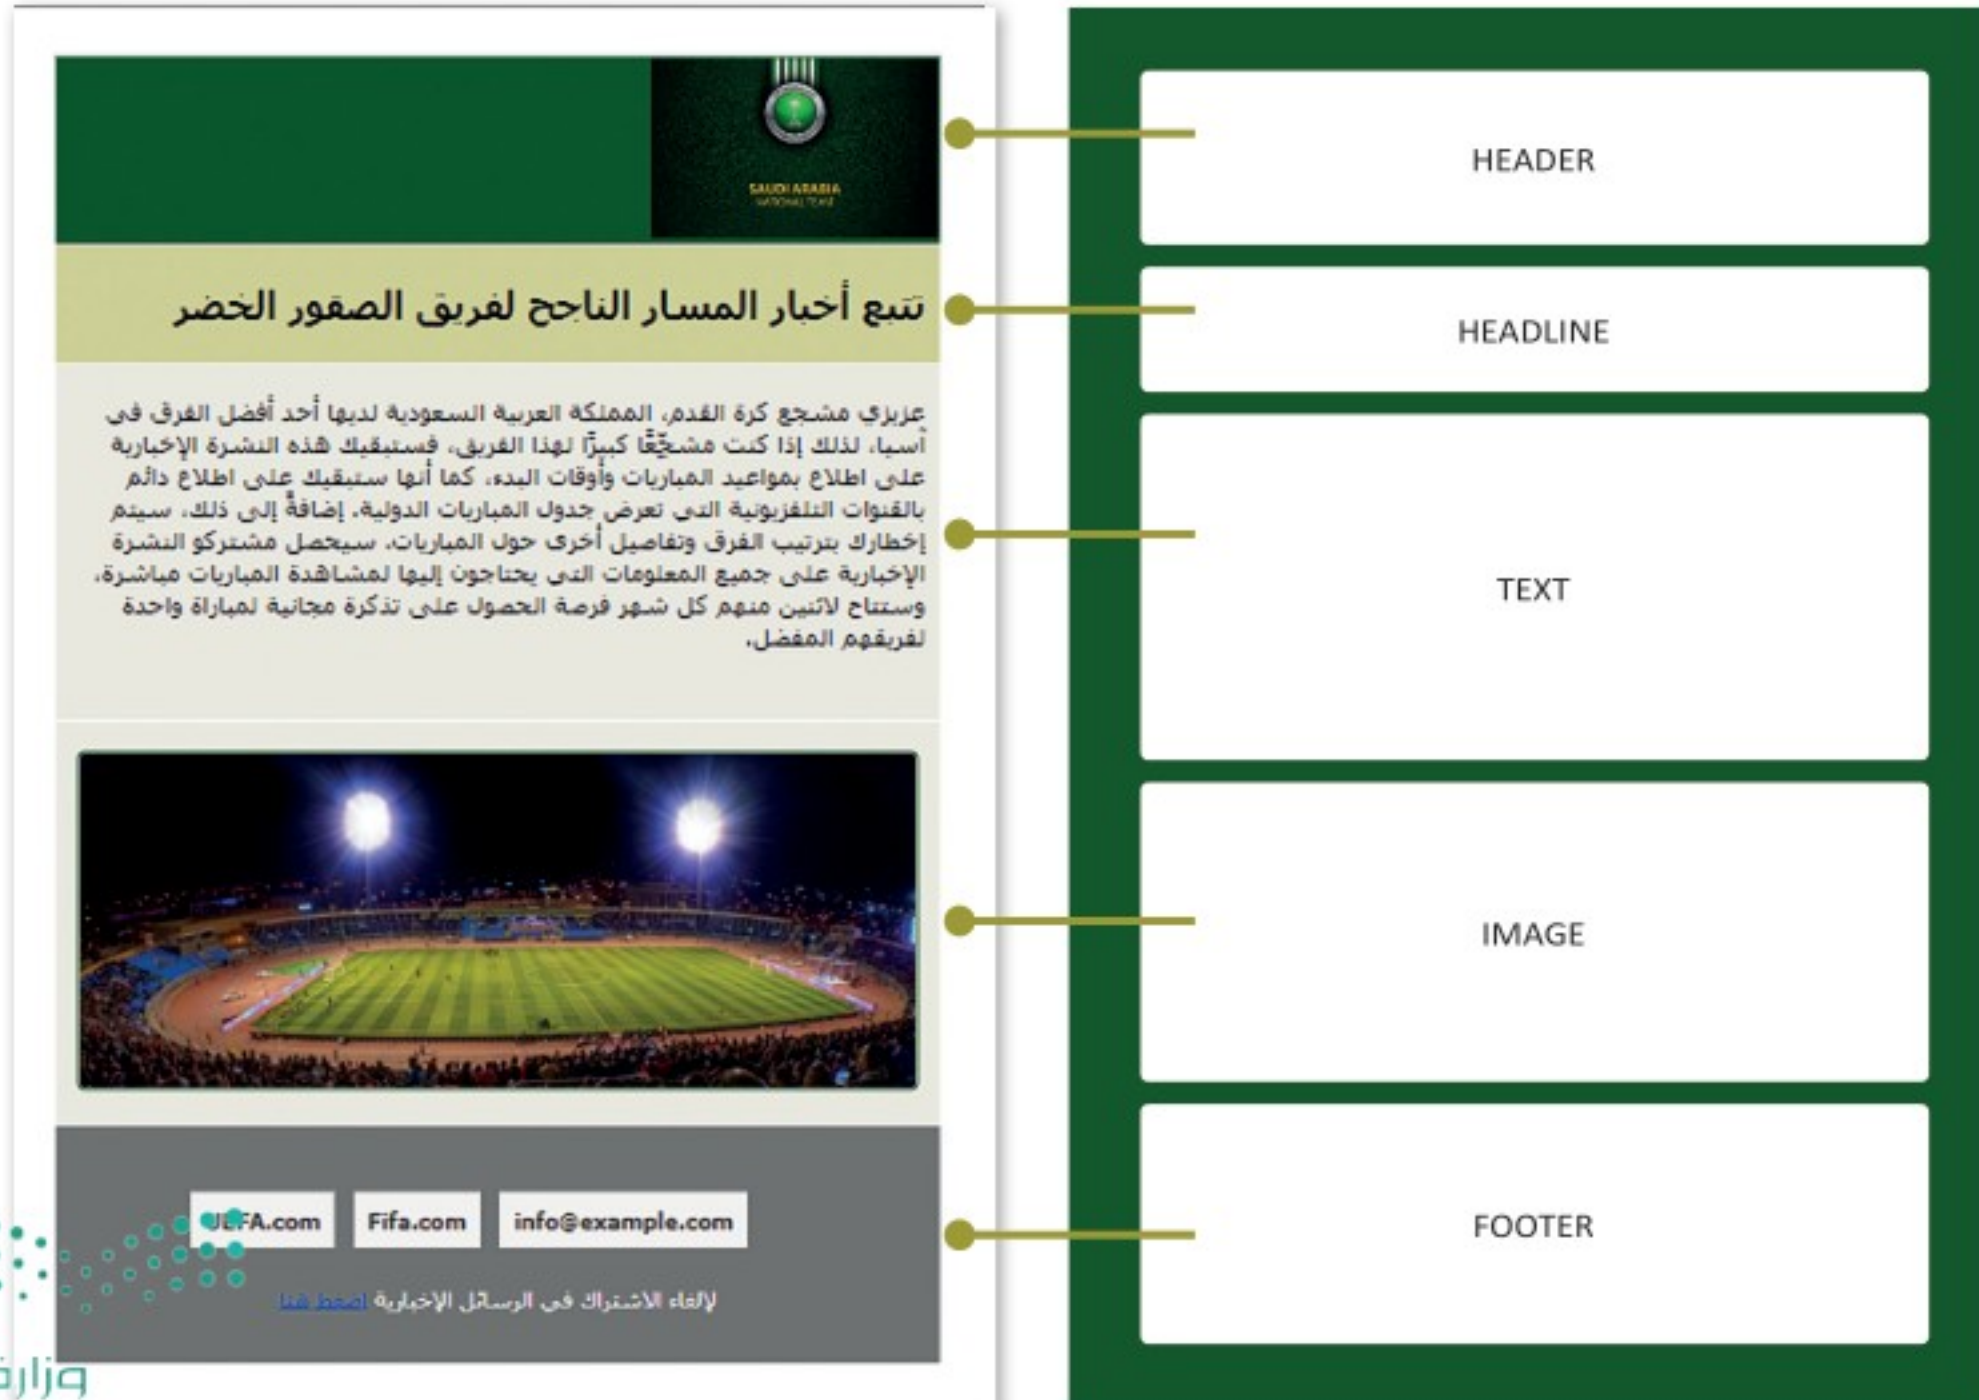 SAUDI ARABIA
NATIONAL TEAM
HEADER
تتبع أخبار المسار الناجح لفريق الصقور الخضر
HEADLINE
عزيزي مشجع كرة القدم، المملكة العربية السعودية لديها أحد أفضل الفرق في
آسيا، لذلك إذا كنت مشجّعًا كبيرًا لهذا الفريق، فستبقيك هذه النشرة الإخبارية
على اطلاع بمواعيد المباريات وأوقات البدء، كما أنها ستبقيك على اطلاع دائم
بالقنوات التلفزيونية التي تعرض جدول المباريات الدولية. إضافةً إلى ذلك، سيتم
إخطارك بترتيب الفرق وتفاصيل أخرى حول المباريات. سيحصل مشتركو النشرة
الإخبارية على جميع المعلومات التي يحتاجون إليها لمشاهدة المباريات مباشرة،
وستتاح لاثنين منهم كل شهر فرصة الحصول على تذكرة مجانية لمباراة واحدة
لفريقهم المفضل.
TEXT
IMAGE
UEFA.com Fifa.com info@example.com
لإلغاء الاشتراك في الرسائل الإخبارية اضغط هنا
FOOTER